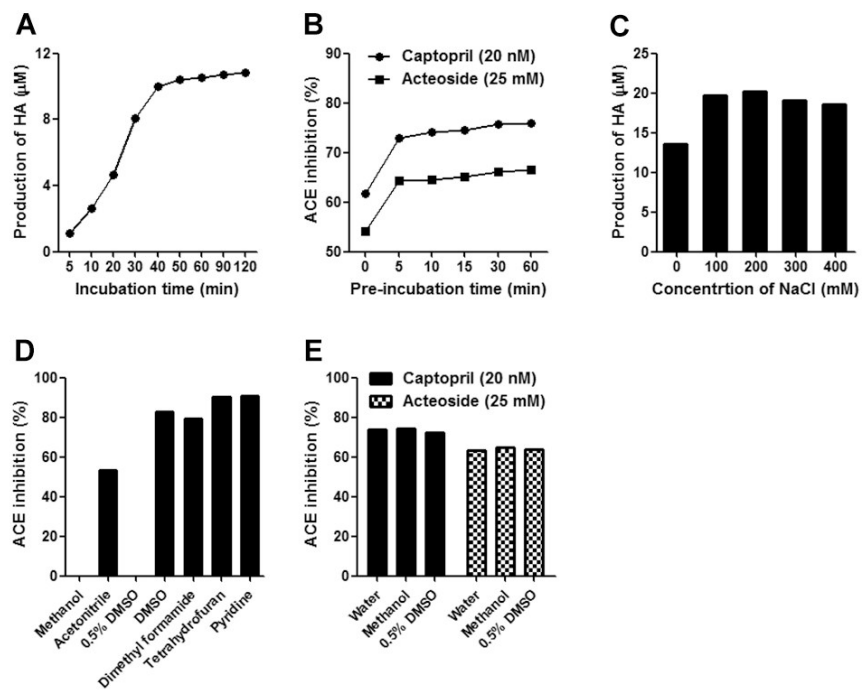 A
Production of HA (μM)
12
8
4
0
5 10 20 30 40 50 60 90 120
Incubation time (min)
B
ACE inhibition (%)
90
80
70
60
50
Captopril (20 nM)
Acteoside (25 mM)
0 5 10 15 30 60
Pre-incubation time (min)
C
Production of HA (μM)
25
20
15
10
5
0
0 100 200 300 400
Concentrtion of NaCl (mM)
D
ACE inhibition (%)
100
80
60
40
20
0
Methanol
Acetonitrile
0.5% DMSO
DMSO
Dimethyl formamide
Tetrahydrofuran
Pyridine
E
ACE inhibition (%)
100
80
60
40
20
0
Captopril (20 nM)
Acteoside (25 mM)
Water
Methanol
0.5% DMSO
Water
Methanol
0.5% DMSO